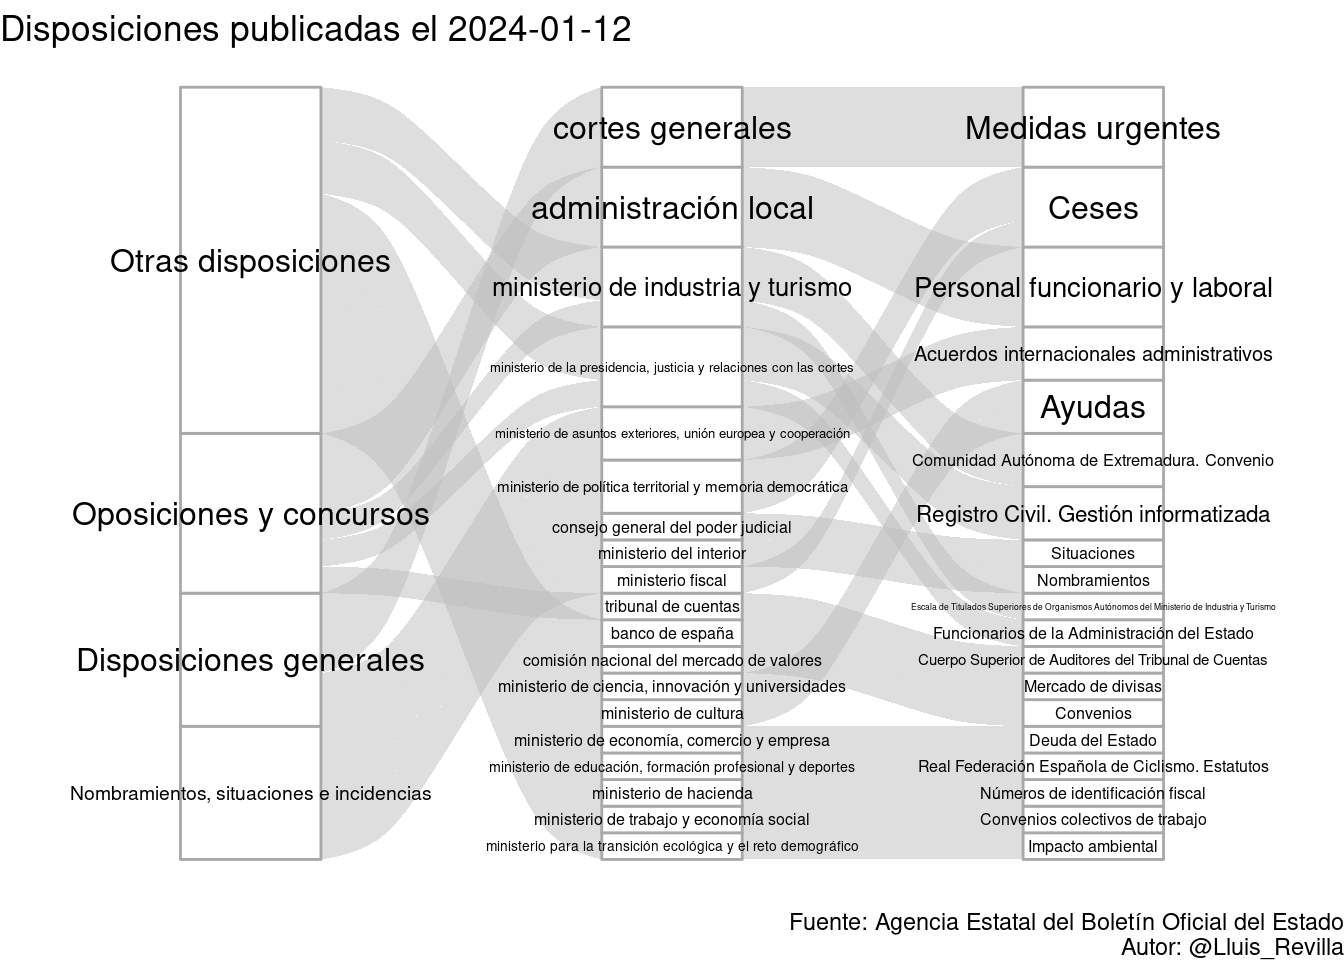 Disposiciones publicadas el 2024-01-12
Otras disposiciones
Oposiciones y concursos
Disposiciones generales
Nombramientos, situaciones e incidencias
cortes generales
administración local
ministerio de industria y turismo
ministerio de la presidencia, justicia y relaciones con las cortes
ministerio de asuntos exteriores, unión europea y cooperación
ministerio de política territorial y memoria democrática
consejo general del poder judicial
ministerio del interior
ministerio fiscal
tribunal de cuentas
banco de españa
comisión nacional del mercado de valores
ministerio de ciencia, innovación y universidades
ministerio de cultura
ministerio de economía, comercio y empresa
ministerio de educación, formación profesional y deportes
ministerio de hacienda
ministerio de trabajo y economía social
ministerio para la transición ecológica y el reto demográfico
Medidas urgentes
Ceses
Personal funcionario y laboral
Acuerdos internacionales administrativos
Ayudas
Comunidad Autónoma de Extremadura. Convenio
Registro Civil. Gestión informatizada
Situaciones
Nombramientos
Escala de Titulados Superiores de Organismos Autónomos del Ministerio de Industria y Turismo
Funcionarios de la Administración del Estado
Cuerpo Superior de Auditores del Tribunal de Cuentas
Mercado de divisas
Convenios
Deuda del Estado
Real Federación Española de Ciclismo. Estatutos
Números de identificación fiscal
Convenios colectivos de trabajo
Impacto ambiental
Fuente: Agencia Estatal del Boletín Oficial del Estado
Autor: @Lluis_Revilla